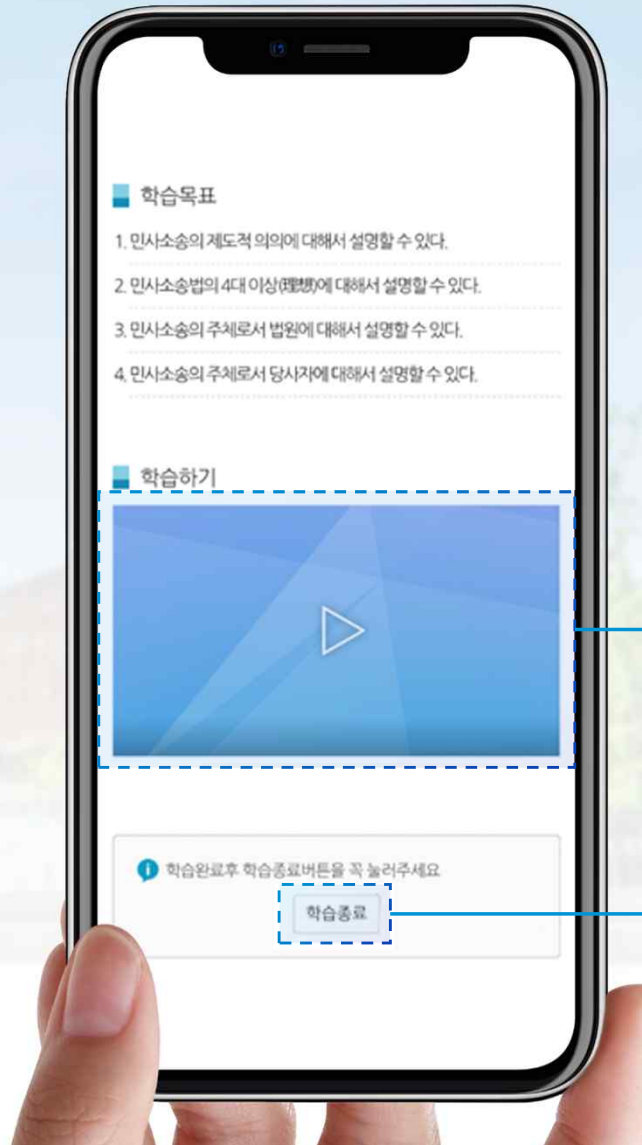 학습목표
1. 민사소송의 제도적 의의에 대해서 설명할 수 있다.
2. 민사소송법의 4대 이상(理想)에 대해서 설명할 수 있다.
3. 민사소송의 주체로서 법원에 대해서 설명할 수 있다.
4. 민사소송의 주체로서 당사자에 대해서 설명할 수 있다.
학습하기
학습완료후 학습종료버튼을 꼭 눌러주세요
학습종료